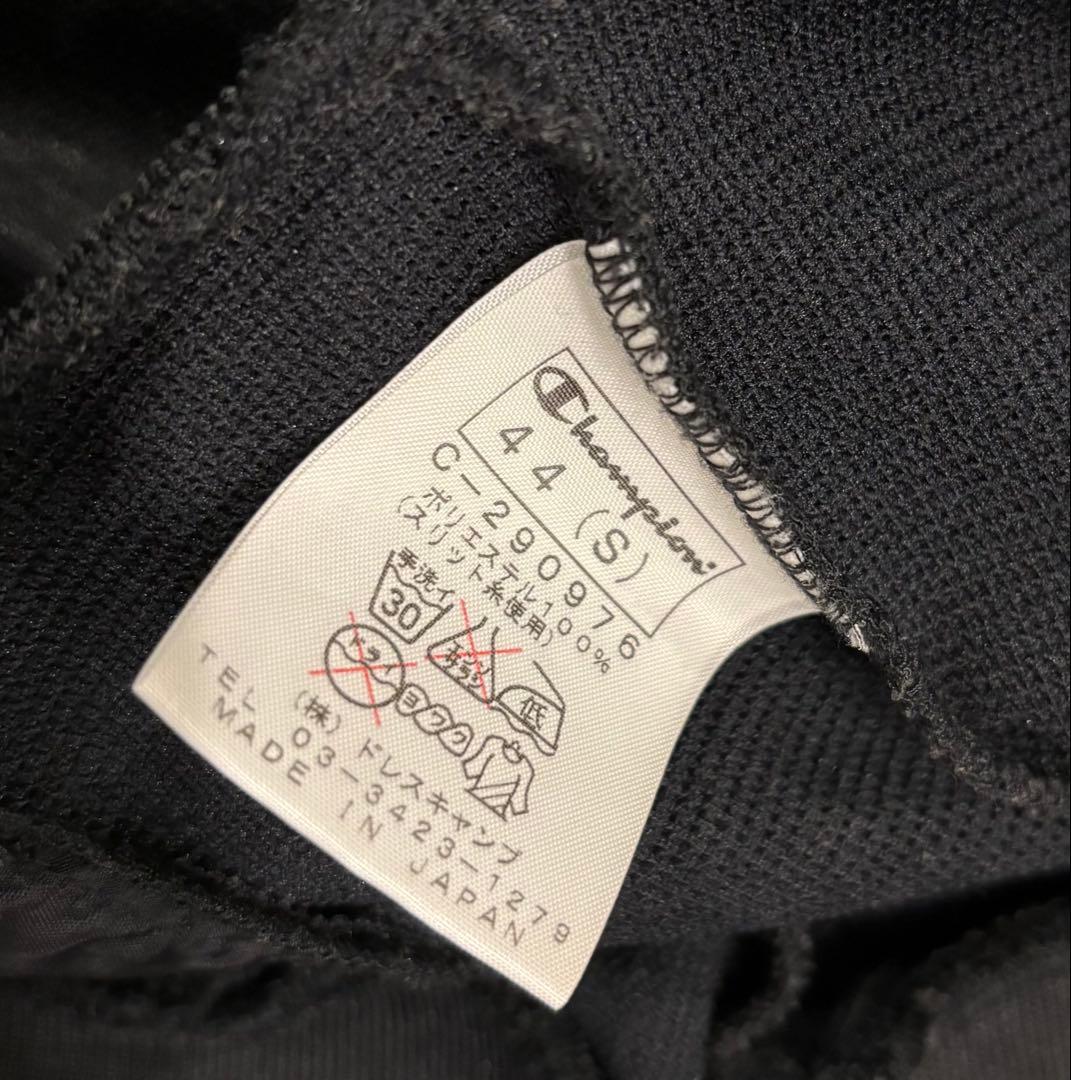 Champion
44 (S)
C-290976
ポリエステル100%
(スリット糸使用)
手洗イ
30
エンソサラシ
低
ドライ
ヨワク
(株) ドレスキャンプ
TEL 03-3423-1279
MADE IN JAPAN